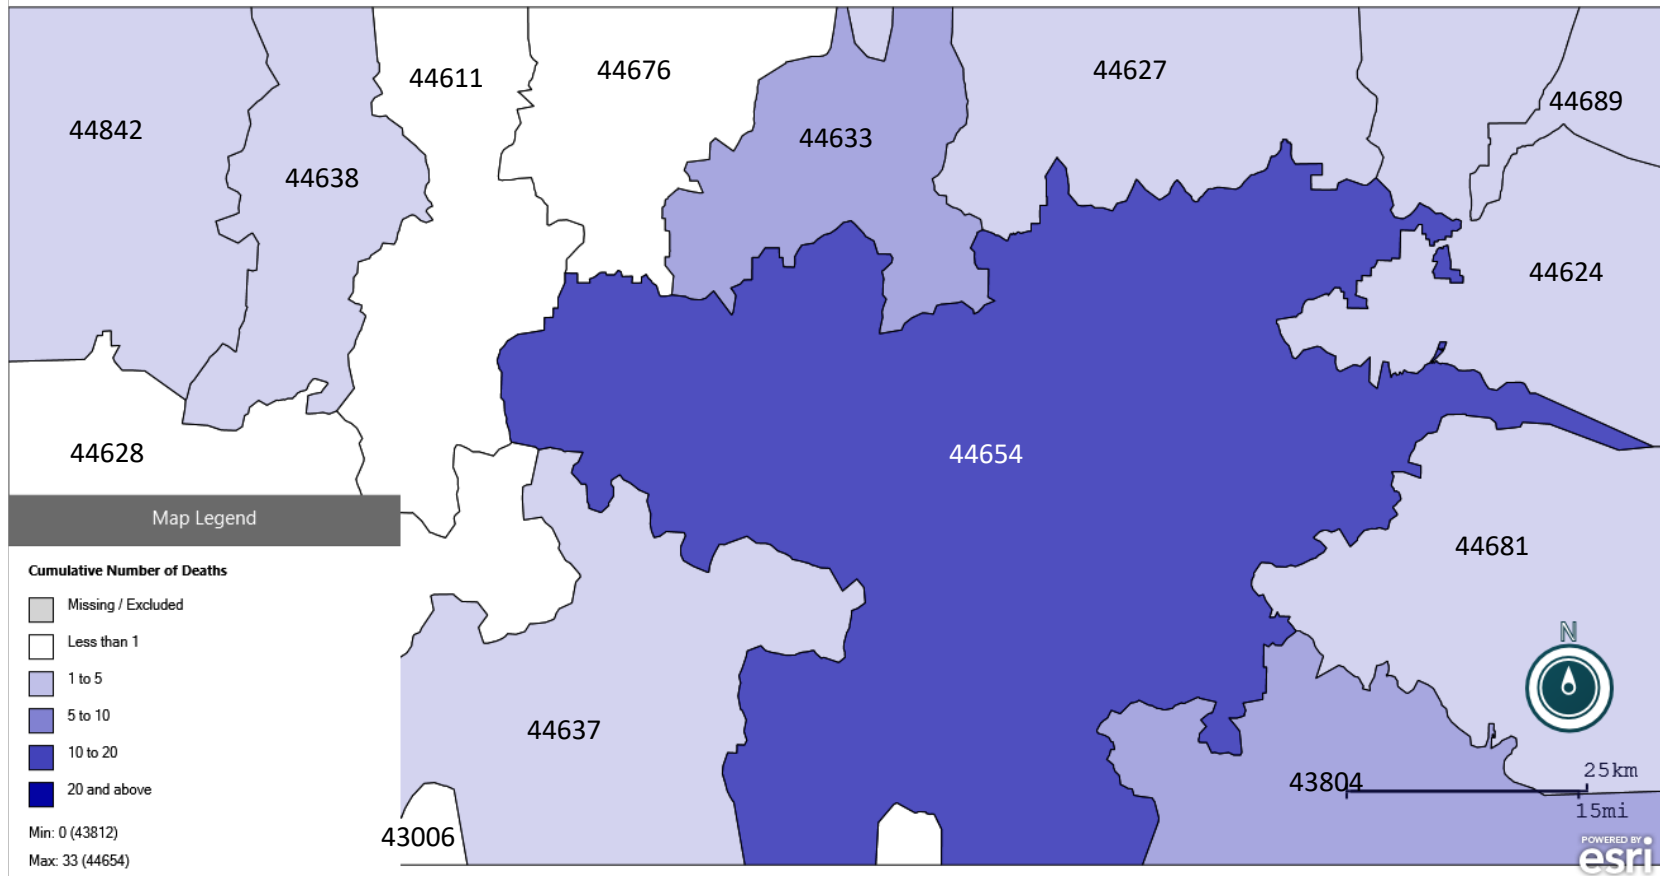 44611
44676
44627
44689
44842
44633
44638
44624
44628
44654
Map Legend
44681
Cumulative Number of Deaths
Missing / Excluded
Less than 1
1 to 5
5 to 10
10 to 20
20 and above
Min: 0 (43812)
Max: 33 (44654)
N
44637
43804
25km
15mi
43006
POWERED BY
esri